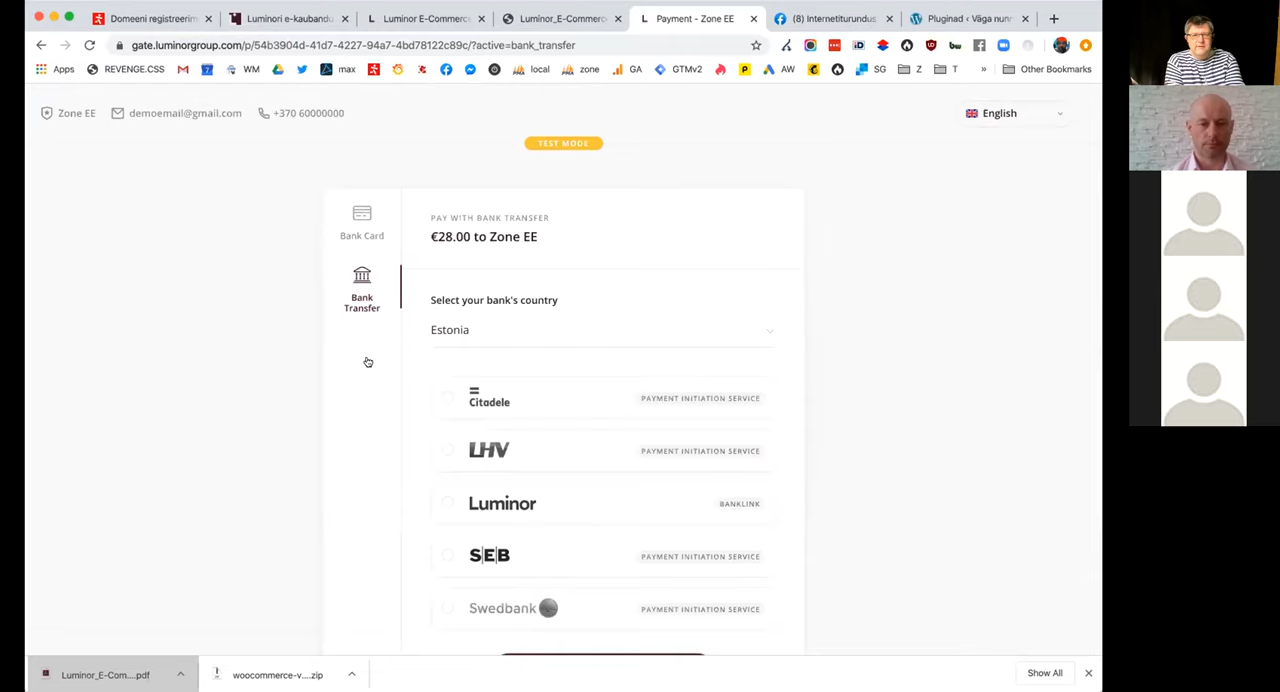 Domeeni registreerim
Luminori e-kaubandu
Luminor E-Commerce
Luminor_E-Commerc
Payment - Zone EE
(8) Internetiturundus
Pluginad ‹ Väga nunn
gate.luminorgroup.com/p/54b3904d-41d7-4227-94a7-4bd78122c89c/?active=bank_transfer
Apps REVENGE.CSS WM max local zone GA GTMv2 AW SG Z T » Other Bookmarks
Zone EE demoemail@gmail.com +370 60000000 English
TEST MODE
Bank Card
Bank
Transfer
PAY WITH BANK TRANSFER
€28.00 to Zone EE
Select your bank's country
Estonia
Citadele PAYMENT INITIATION SERVICE
LHV PAYMENT INITIATION SERVICE
Luminor BANKLINK
SEB PAYMENT INITIATION SERVICE
Swedbank PAYMENT INITIATION SERVICE
Luminor_E-Com....pdf woocommerce-v....zip Show All